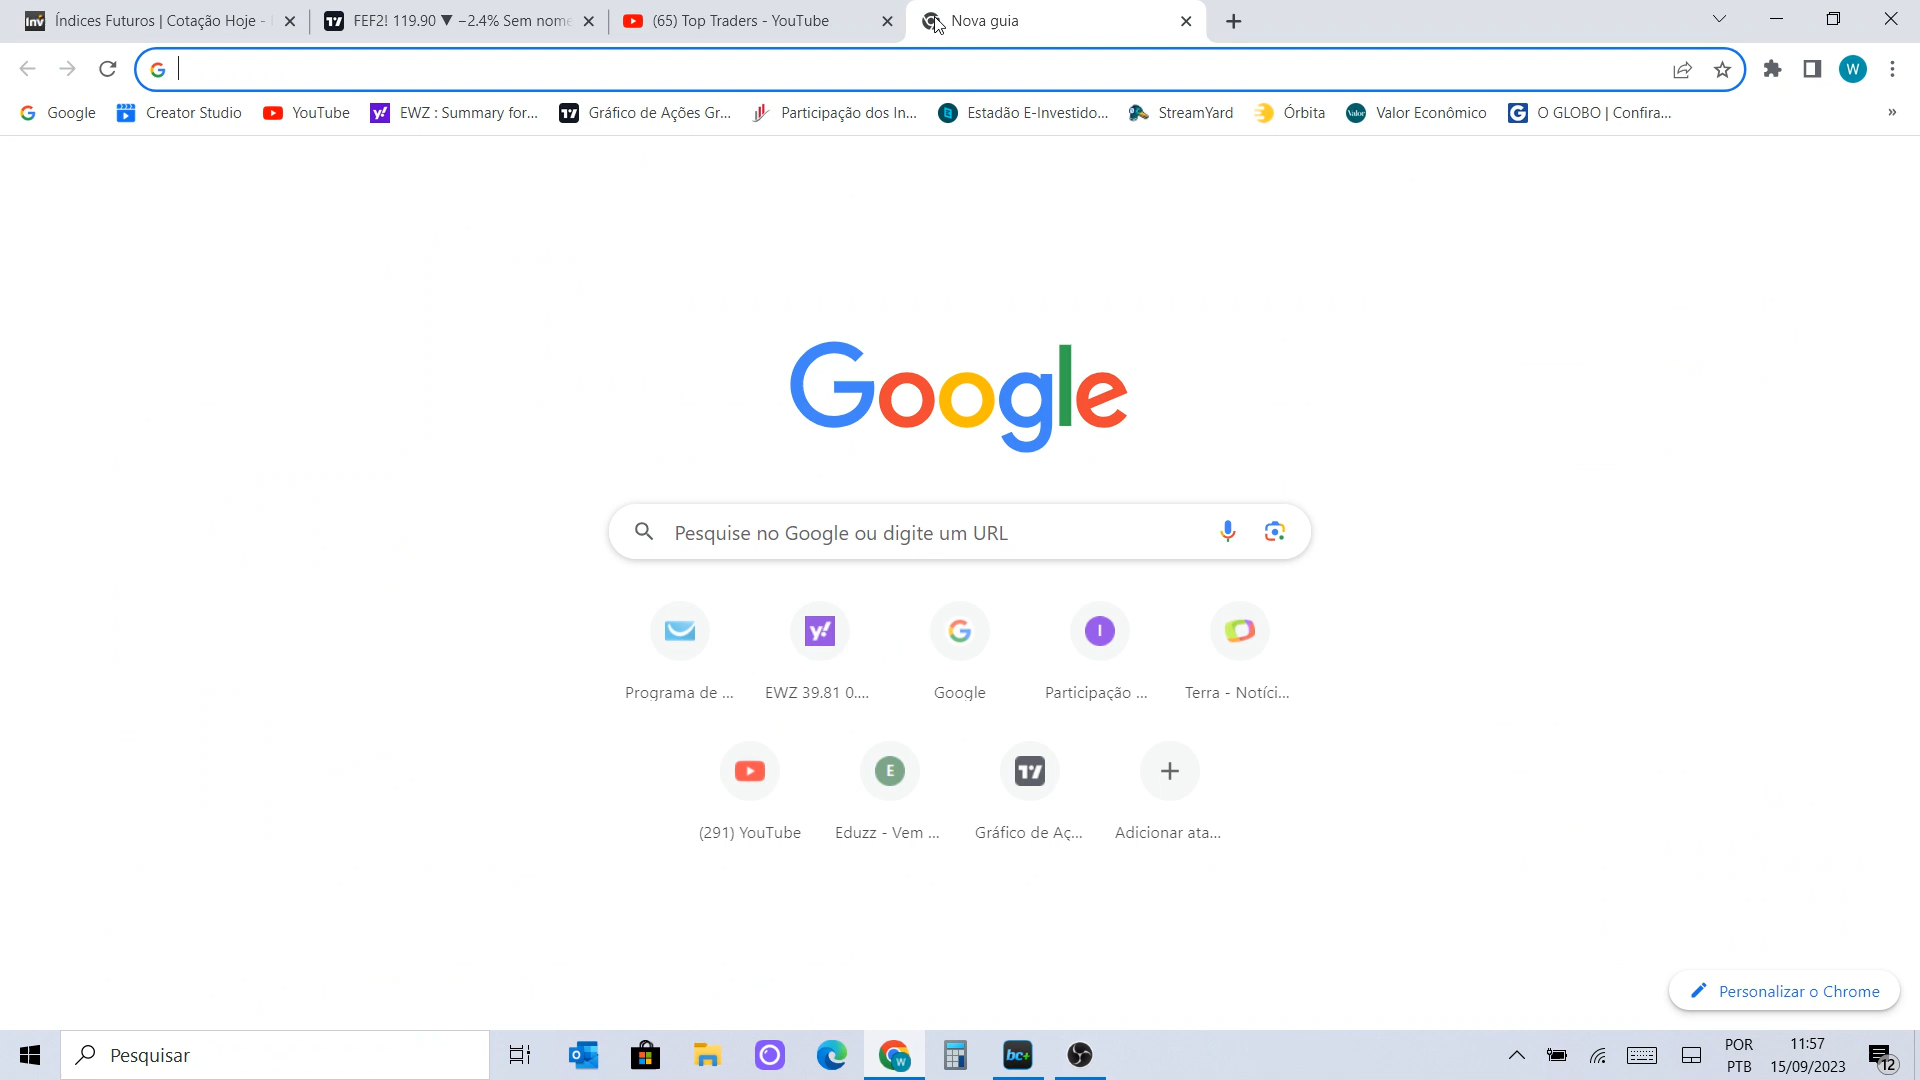 Índices Futuros | Cotação Hoje -
FEF2! 119.90 ▼ −2.4% Sem nome
(65) Top Traders - YouTube
Nova guia
W
Google
Creator Studio
YouTube
EWZ : Summary for...
Gráfico de Ações Gr...
Participação dos In...
Estadão E-Investido...
StreamYard
Órbita
Valor Econômico
O GLOBO | Confira...
»
Google
Pesquise no Google ou digite um URL
Programa de ...
EWZ 39.81 0....
Google
Participação ...
Terra - Notíci...
(291) YouTube
Eduzz - Vem ...
Gráfico de Aç...
Adicionar ata...
Personalizar o Chrome
Pesquisar
POR
PTB
11:57
15/09/2023
12